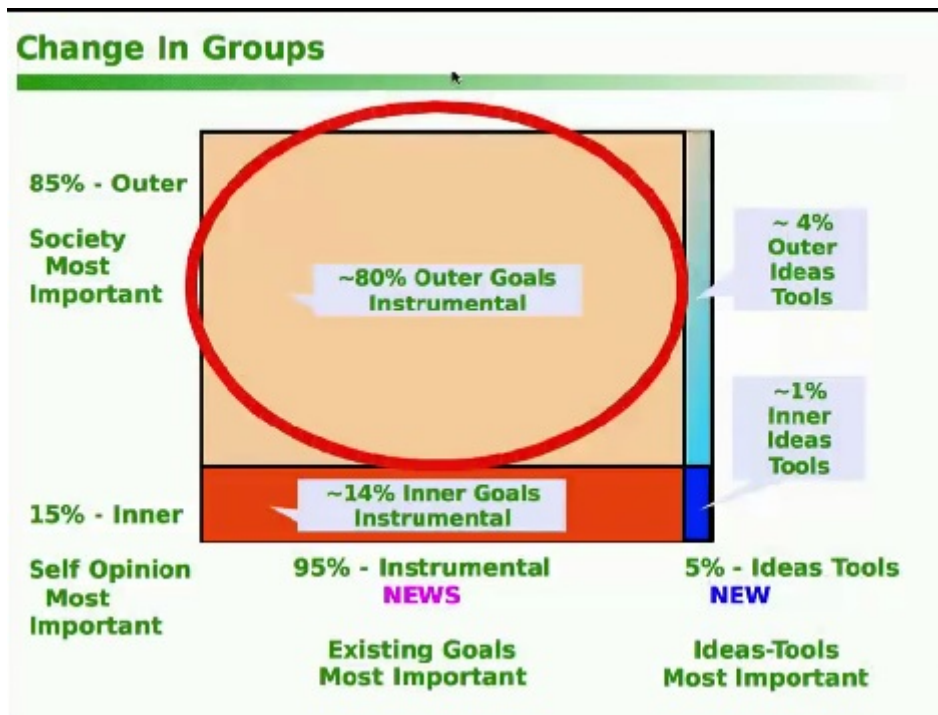 Change In Groups
85% - Outer
Society
Most
Important
~80% Outer Goals
Instrumental
~ 4%
Outer
Ideas
Tools
~1%
Inner
Ideas
Tools
~14% Inner Goals
Instrumental
15% - Inner
Self Opinion
Most
Important
95% - Instrumental
NEWS
Existing Goals
Most Important
5% - Ideas Tools
NEW
Ideas-Tools
Most Important